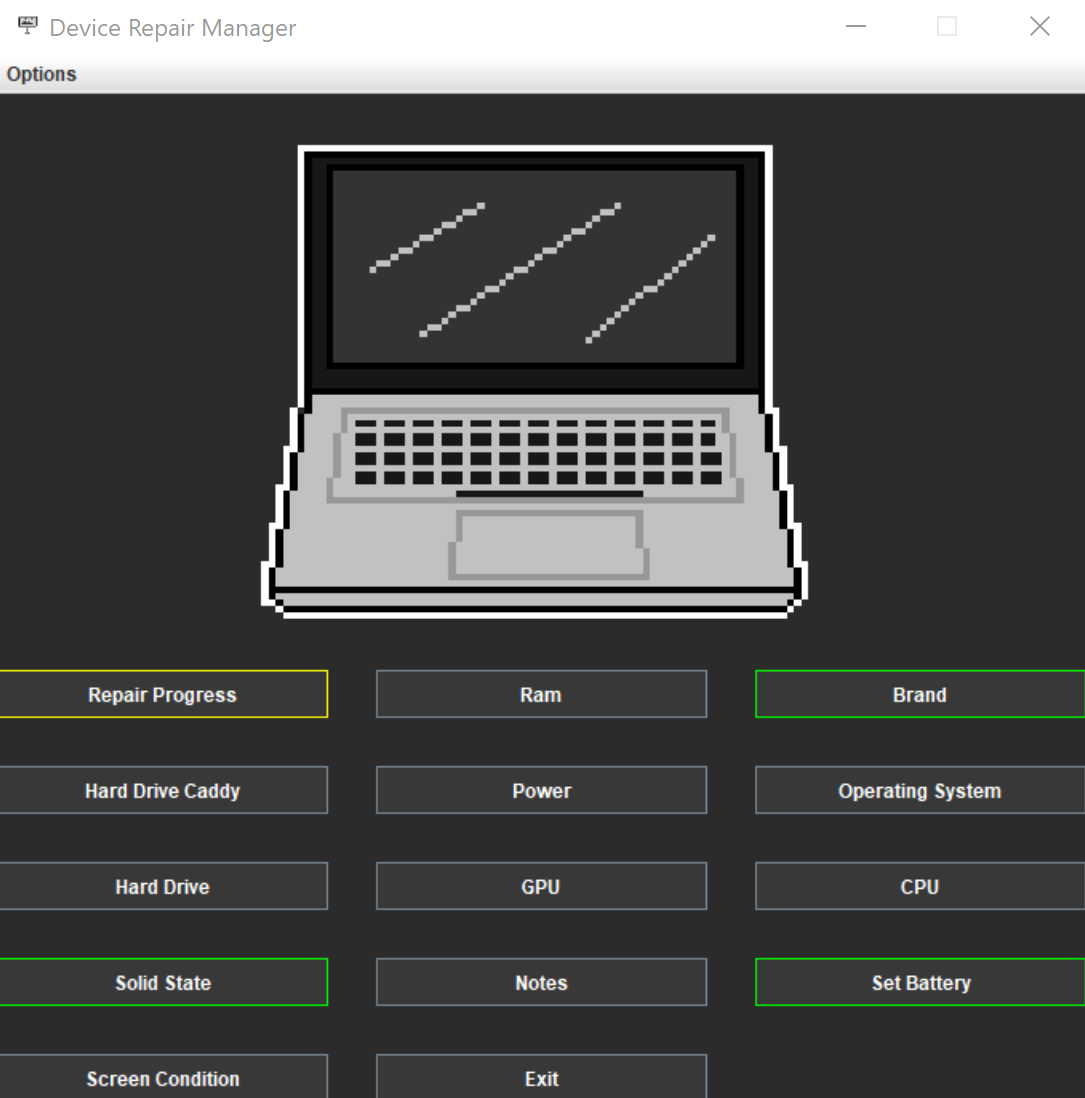 Device Repair Manager
Options
Repair Progress
Ram
Brand
Hard Drive Caddy
Power
Operating System
Hard Drive
GPU
CPU
Solid State
Notes
Set Battery
Screen Condition
Exit